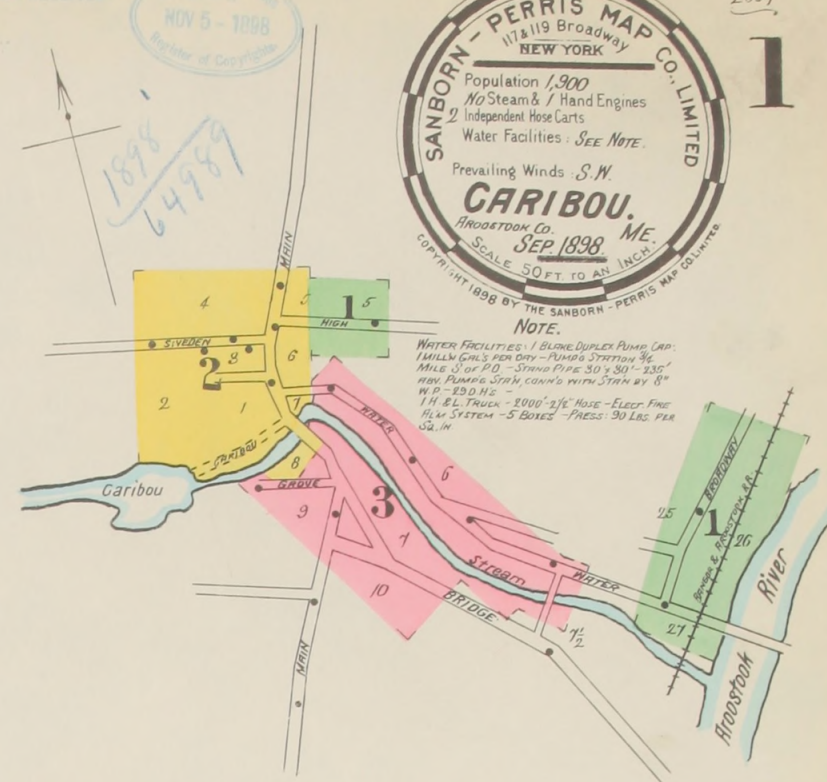 NOV 5 - 1898
Register of Copyrights
1898
64989
1
SANBORN - PERRIS MAP CO., LIMITED
117 & 119 Broadway
NEW YORK
Population 1,900
No Steam & 1 Hand Engines
2 Independent Hose Carts
Water Facilities: SEE NOTE.
Prevailing Winds: S.W.
CARIBOU.
AROOSTOOK CO. ME.
SEP. 1898.
SCALE 50 FT. TO AN INCH.
COPYRIGHT 1898 BY THE SANBORN - PERRIS MAP CO. LIMITED.
NOTE.
WATER FACILITIES: 1 BLAKE DUPLEX PUMP, CAP:
1 MILL'N GAL'S PER DAY - PUMP'G STATION 3/4
MILE S OF P.O - STAND PIPE 30' x 30' - 235'
ABV. PUMP'G STA'N, CONN'D WITH STA'N BY 8"
W.P. - 29 D.H'S -
1 H & L. TRUCK - 2000' - 2 1/2" HOSE - ELECT. FIRE
AL'M SYSTEM - 5 BOXES - PRESS: 90 LBS. PER
SQ. IN
MAIN
4
5
1
5
HIGH
SWEDEN
3
6
2
2
1
7
CARIBOU
8
Caribou
GROVE
WATER
9
3
6
7
10
Stream
WATER
BRIDGE
7 1/2
MAIN
25
BROADWAY
1
26
BANGOR & AROOSTOOK R.R.
27
Aroostook River